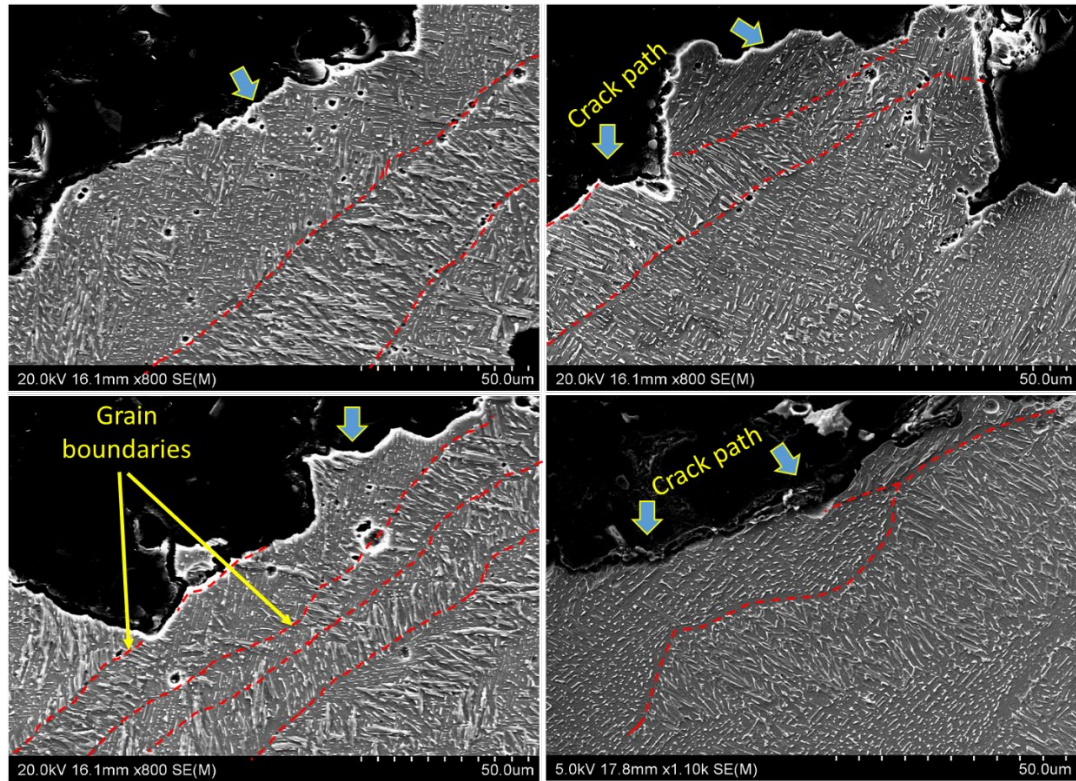 Crack path
20.0kV 16.1mm x800 SE(M)
50.0um
20.0kV 16.1mm x800 SE(M)
50.0um
Grain
boundaries
Crack path
20.0kV 16.1mm x800 SE(M)
50.0um
5.0kV 17.8mm x1.10k SE(M)
50.0um